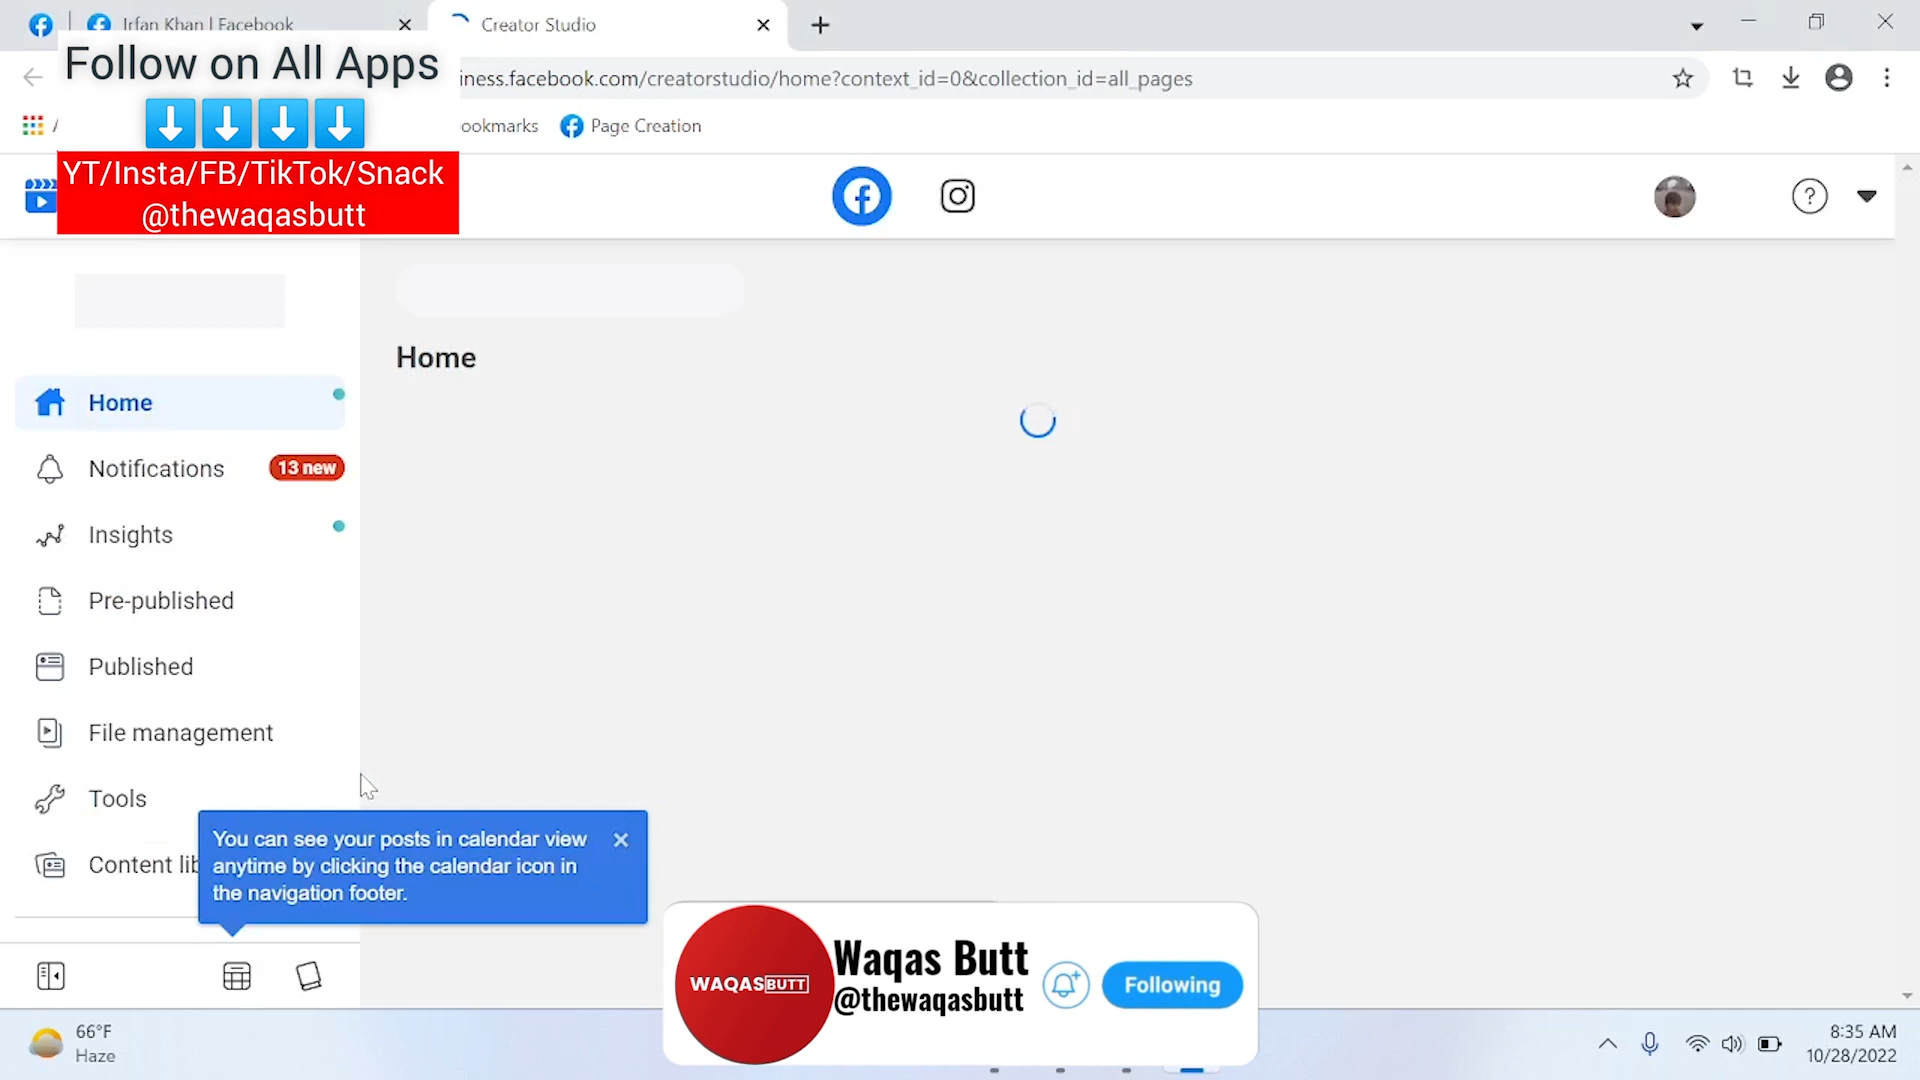 Irfan Khan | Facebook
Creator Studio
Follow on All Apps
iness.facebook.com/creatorstudio/home?context_id=0&collection_id=all_pages
ookmarks
Page Creation
YT/Insta/FB/TikTok/Snack
@thewaqasbutt
Home
Home
Notifications
13 new
Insights
Pre-published
Published
File management
Tools
Content lib
You can see your posts in calendar view
anytime by clicking the calendar icon in
the navigation footer.
WAQASBUTT
Waqas Butt
@thewaqasbutt
Following
66°F
Haze
8:35 AM
10/28/2022